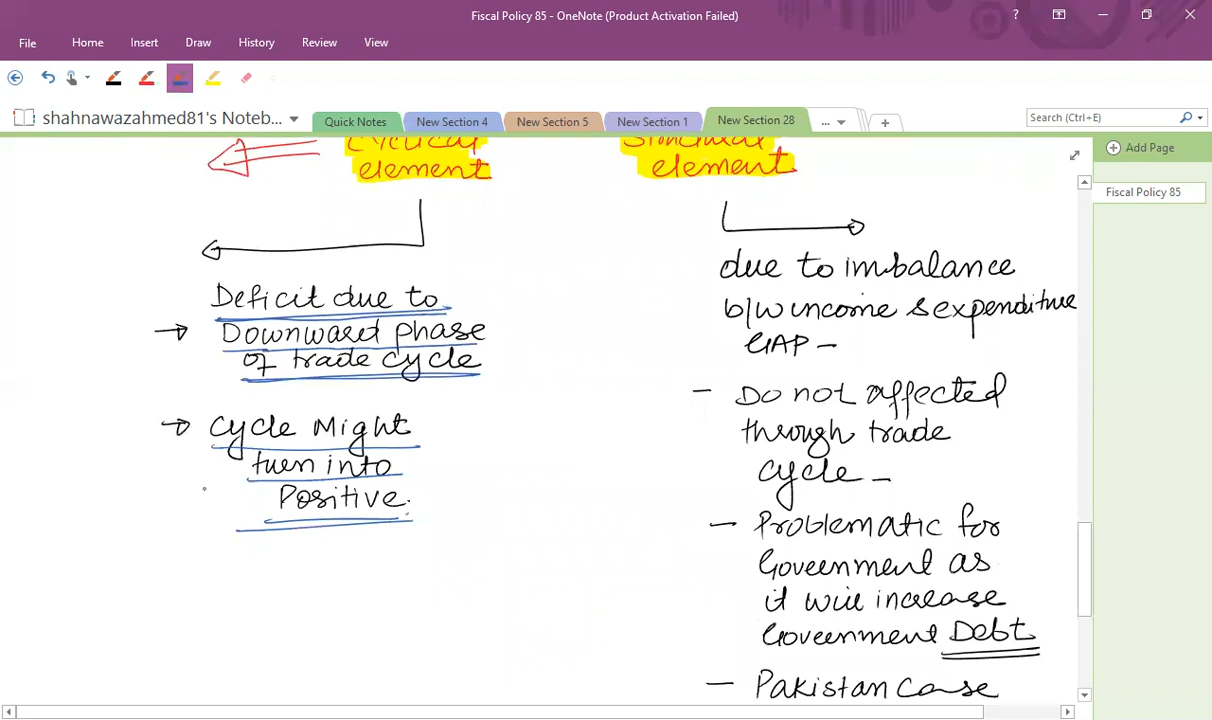 Fiscal Policy 85 - OneNote (Product Activation Failed)
?
File Home Insert Draw History Review View
shahnawazahmed81's Noteb...
Quick Notes
New Section 4
New Section 5
New Section 1
New Section 28
...
Search (Ctrl+E)
Add Page
Fiscal Policy 85
Cyclical
element
Deficit due to
Downward phase
of trade cycle
Cycle Might
turn into
Positive.
Structural
element
due to imbalance
b/w income & expenditure
GAP -
- Do not affected
through trade
cycle -
- Problematic for
Government as
it will increase
Government Debt
- Pakistan Case